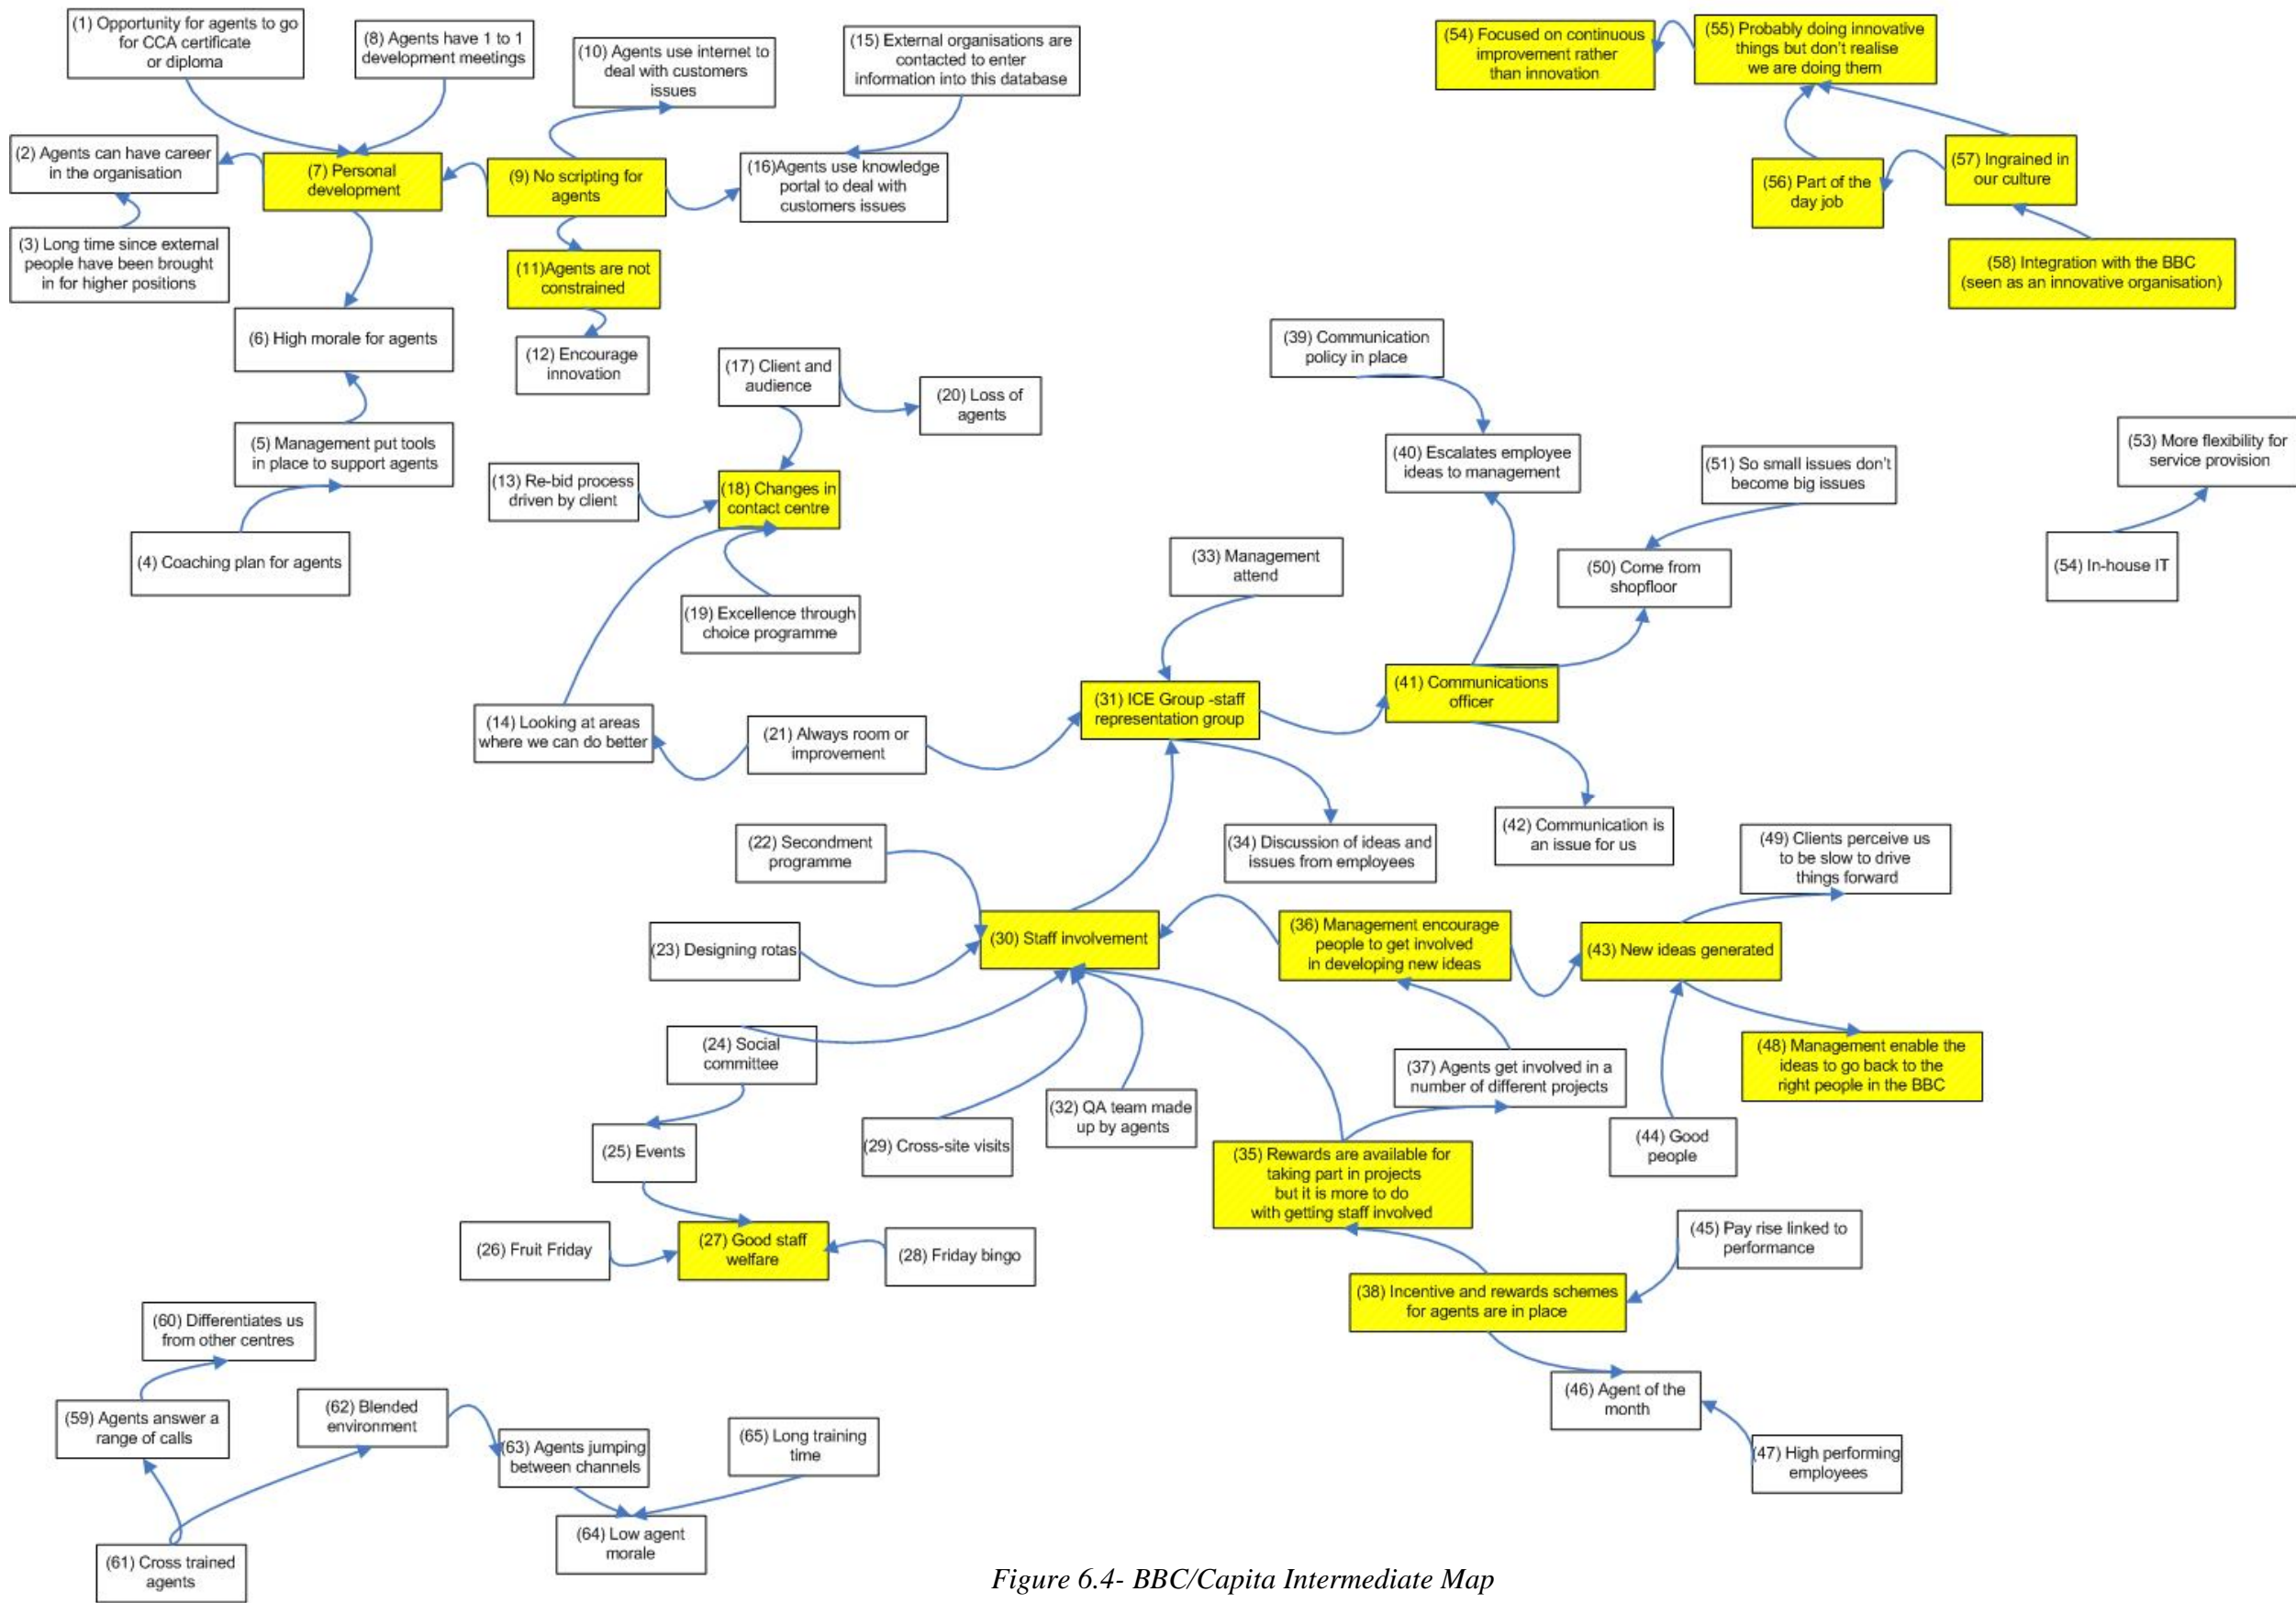 (1) Opportunity for agents to go
for CCA certificate
or diploma
(8) Agents have 1 to 1
development meetings
(10) Agents use internet to
deal with customers
issues
(15) External organisations are
contacted to enter
information into this database
(54) Focused on continuous
improvement rather
than innovation
(55) Probably doing innovative
things but don't realise
we are doing them
(2) Agents can have career
in the organisation
(7) Personal
development
(9) No scripting for
agents
(16)Agents use knowledge
portal to deal with
customers issues
(56) Part of the
day job
(57) Ingrained in
our culture
(3) Long time since external
people have been brought
in for higher positions
(11)Agents are not
constrained
(58) Integration with the BBC
(seen as an innovative organisation)
(6) High morale for agents
(12) Encourage
innovation
(17) Client and
audience
(20) Loss of
agents
(39) Communication
policy in place
(5) Management put tools
in place to support agents
(13) Re-bid process
driven by client
(18) Changes in
contact centre
(40) Escalates employee
ideas to management
(51) So small issues don't
become big issues
(53) More flexibility for
service provision
(4) Coaching plan for agents
(19) Excellence through
choice programme
(33) Management
attend
(50) Come from
shopfloor
(54) In-house IT
(14) Looking at areas
where we can do better
(21) Always room or
improvement
(31) ICE Group -staff
representation group
(41) Communications
officer
(22) Secondment
programme
(34) Discussion of ideas and
issues from employees
(42) Communication is
an issue for us
(49) Clients perceive us
to be slow to drive
things forward
(23) Designing rotas
(30) Staff involvement
(36) Management encourage
people to get involved
in developing new ideas
(43) New ideas generated
(24) Social
committee
(37) Agents get involved in a
number of different projects
(48) Management enable the
ideas to go back to the
right people in the BBC
(25) Events
(29) Cross-site visits
(32) QA team made
up by agents
(35) Rewards are available for
taking part in projects
but it is more to do
with getting staff involved
(44) Good
people
(26) Fruit Friday
(27) Good staff
welfare
(28) Friday bingo
(45) Pay rise linked to
performance
(38) Incentive and rewards schemes
for agents are in place
(60) Differentiates us
from other centres
(59) Agents answer a
range of calls
(62) Blended
environment
(63) Agents jumping
between channels
(65) Long training
time
(46) Agent of the
month
(47) High performing
employees
(61) Cross trained
agents
(64) Low agent
morale
Figure 6.4- BBC/Capita Intermediate Map